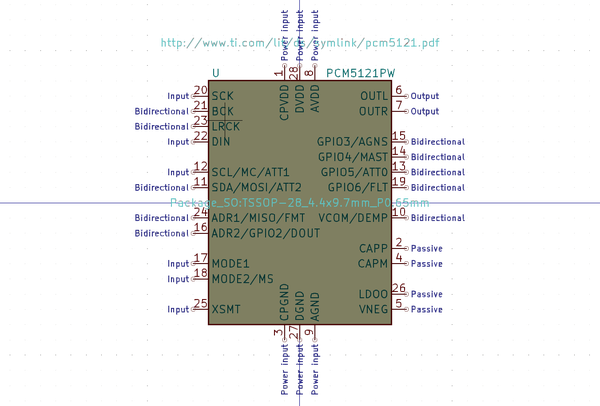 Power input
Power input
Power input
http://www.ti.com/lit/ds/symlink/pcm5121.pdf
U
PCM5121PW
1
28
8
CPVDD
DVDD
AVDD
Input 20 SCK
Bidirectional 21 BCK
Bidirectional 23 LRCK
Input 22 DIN
Input 12 SCL/MC/ATT1
Bidirectional 11 SDA/MOSI/ATT2
Package_SO:TSSOP-28_4.4x9.7mm_P0.65mm
Bidirectional 24 ADR1/MISO/FMT
Bidirectional 16 ADR2/GPIO2/DOUT
Input 17 MODE1
Input 18 MODE2/MS
Input 25 XSMT
OUTL 6 Output
OUTR 7 Output
GPIO3/AGNS 15 Bidirectional
GPIO4/MAST 14 Bidirectional
GPIO5/ATT0 13 Bidirectional
GPIO6/FLT 19 Bidirectional
VCOM/DEMP 10 Bidirectional
CAPP 2 Passive
CAPM 4 Passive
LDOO 26 Passive
VNEG 5 Passive
CPGND
DGND
AGND
3
27
9
Power input
Power input
Power input